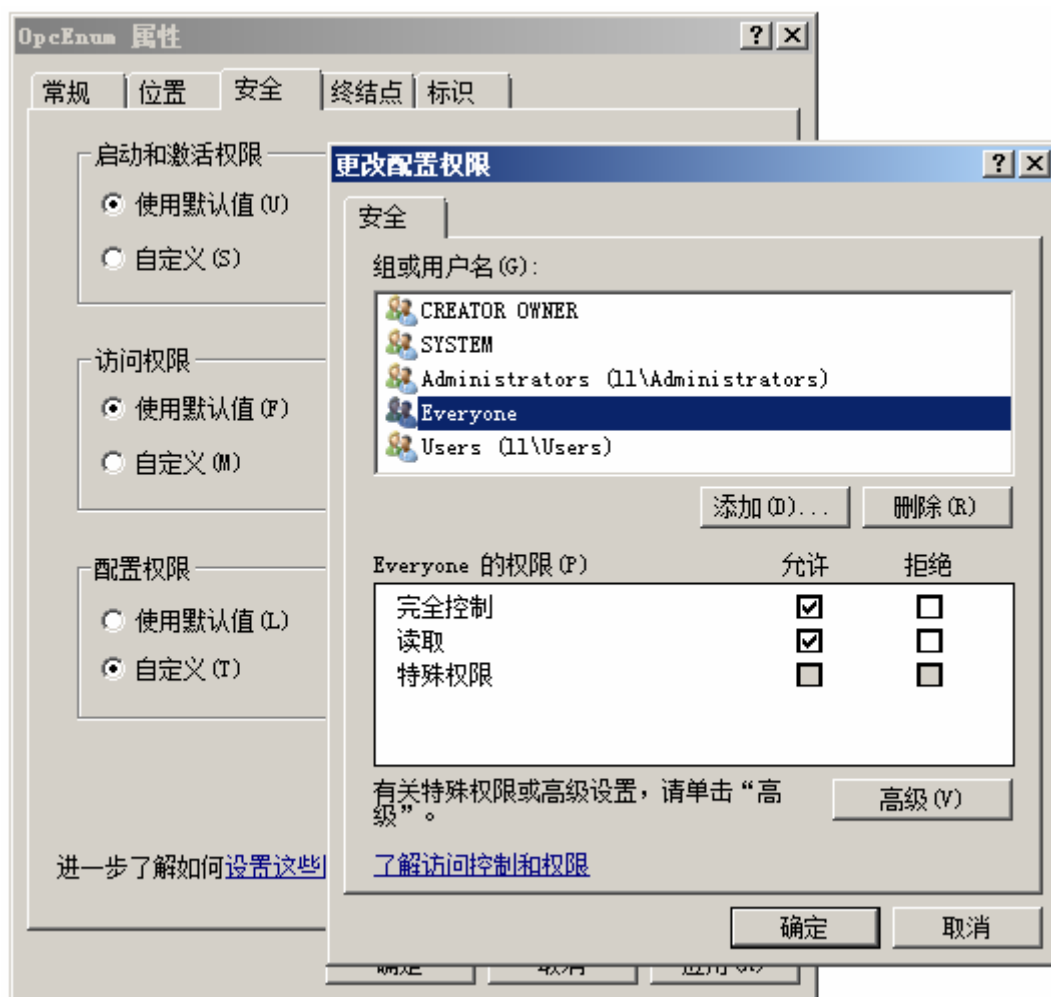 OpcEnum 属性
常规 位置 安全 终结点 标识
启动和激活权限
使用默认值(U)
自定义(S)
访问权限
使用默认值(F)
自定义(M)
配置权限
使用默认值(L)
自定义(T)
进一步了解如何设置这些
更改配置权限
安全
组或用户名(G):
CREATOR OWNER
SYSTEM
Administrators (ll\Administrators)
Everyone
Users (ll\Users)
添加(D)... 删除(R)
Everyone 的权限(P) 允许 拒绝
完全控制
读取
特殊权限
有关特殊权限或高级设置，请单击“高
级”。
高级(V)
了解访问控制和权限
确定 取消
确定 取消